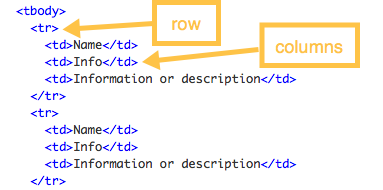 <tbody>
<tr>
row
<td>Name</td>
<td>Info</td>
columns
<td>Information or description</td>
</tr>
<tr>
<td>Name</td>
<td>Info</td>
<td>Information or description</td>
</tr>